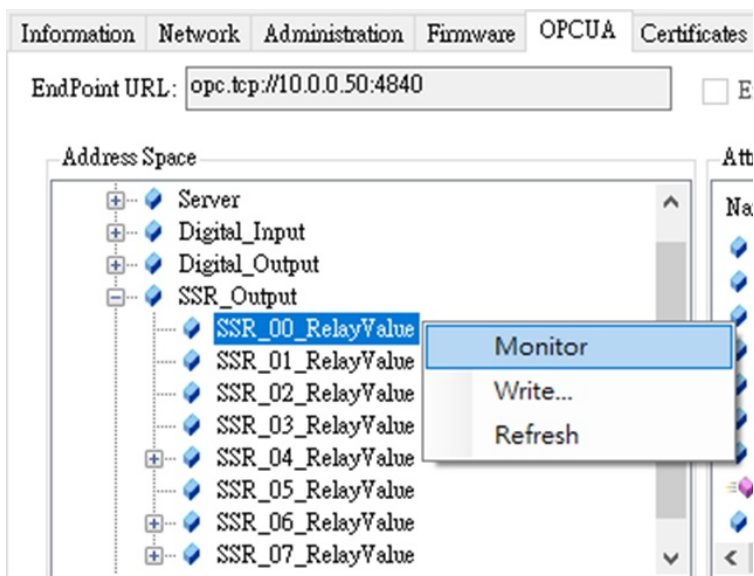 Information Network Administration Firmware OPCUA Certificates
EndPoint URL: opc.tcp://10.0.0.50:4840
Address Space
Server
Digital_Input
Digital_Output
SSR_Output
SSR_00_RelayValue
SSR_01_RelayValue
SSR_02_RelayValue
SSR_03_RelayValue
SSR_04_RelayValue
SSR_05_RelayValue
SSR_06_RelayValue
SSR_07_RelayValue
Monitor
Write...
Refresh